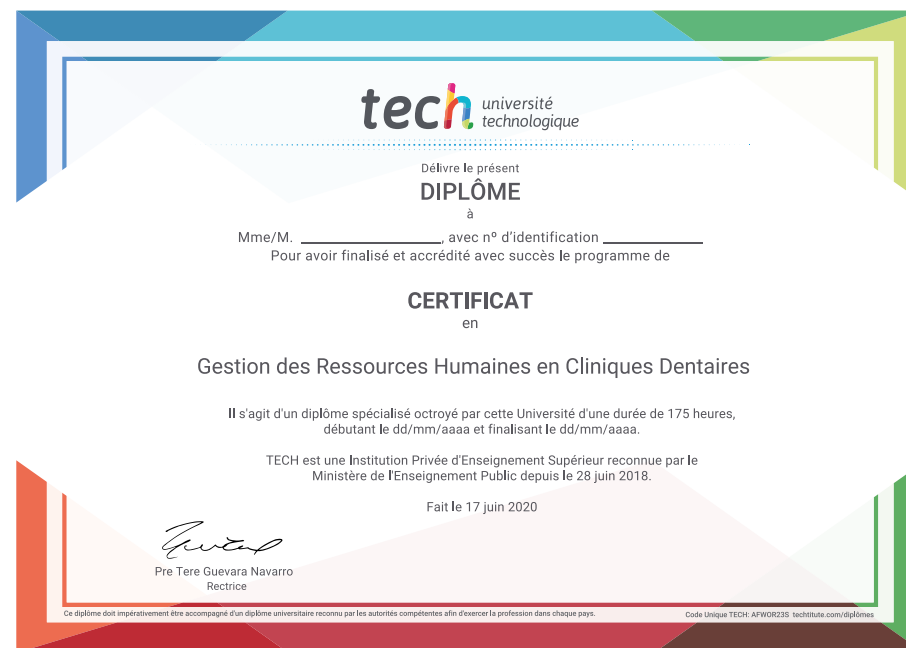 tech université
technologique
Délivre le présent
DIPLÔME
à
Mme/M. ____________________, avec nº d'identification ______________
Pour avoir finalisé et accrédité avec succès le programme de
CERTIFICAT
en
Gestion des Ressources Humaines en Cliniques Dentaires
Il s'agit d'un diplôme spécialisé octroyé par cette Université d'une durée de 175 heures,
débutant le dd/mm/aaaa et finalisant le dd/mm/aaaa.
TECH est une Institution Privée d'Enseignement Supérieur reconnue par le
Ministère de l'Enseignement Public depuis le 28 juin 2018.
Fait le 17 juin 2020
Pre Tere Guevara Navarro
Rectrice
Ce diplôme doit impérativement être accompagné d'un diplôme universitaire reconnu par les autorités compétentes afin d'exercer la profession dans chaque pays.
Code Unique TECH: AFWOR23S techtitute.com/diplômes